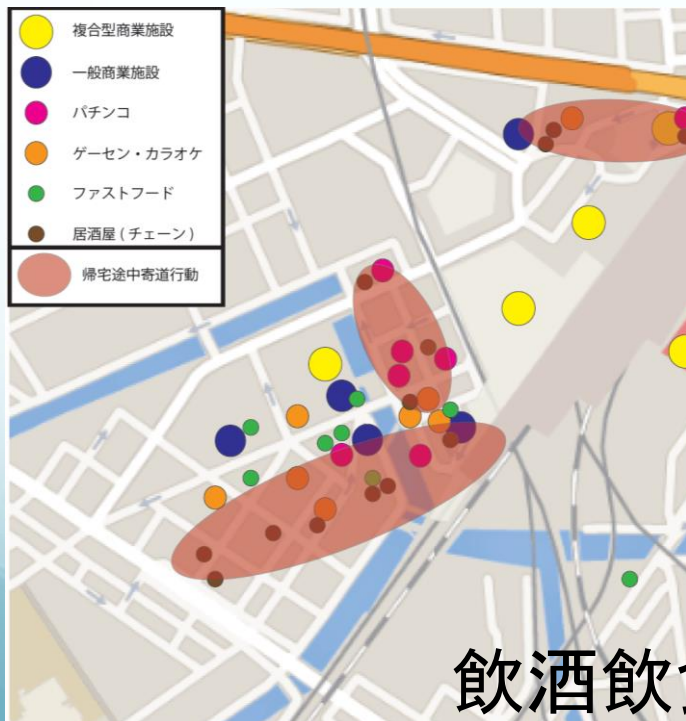 複合型商業施設
一般商業施設
パチンコ
ゲーセン・カラオケ
ファストフード
居酒屋 ( チェーン )
帰宅途中寄道行動
飲酒飲